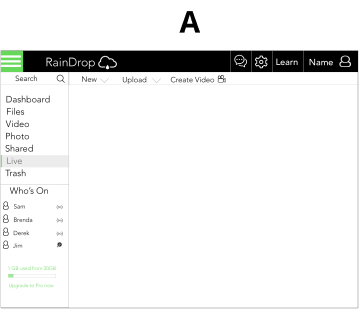 A
RainDrop
Learn
Name
Search
New
Upload
Create Video
Dashboard
Files
Video
Photo
Shared
Live
Trash
Who's On
Sam
Brenda
Derek
Jim
1 GB used from 20GB
Upgrade to this now